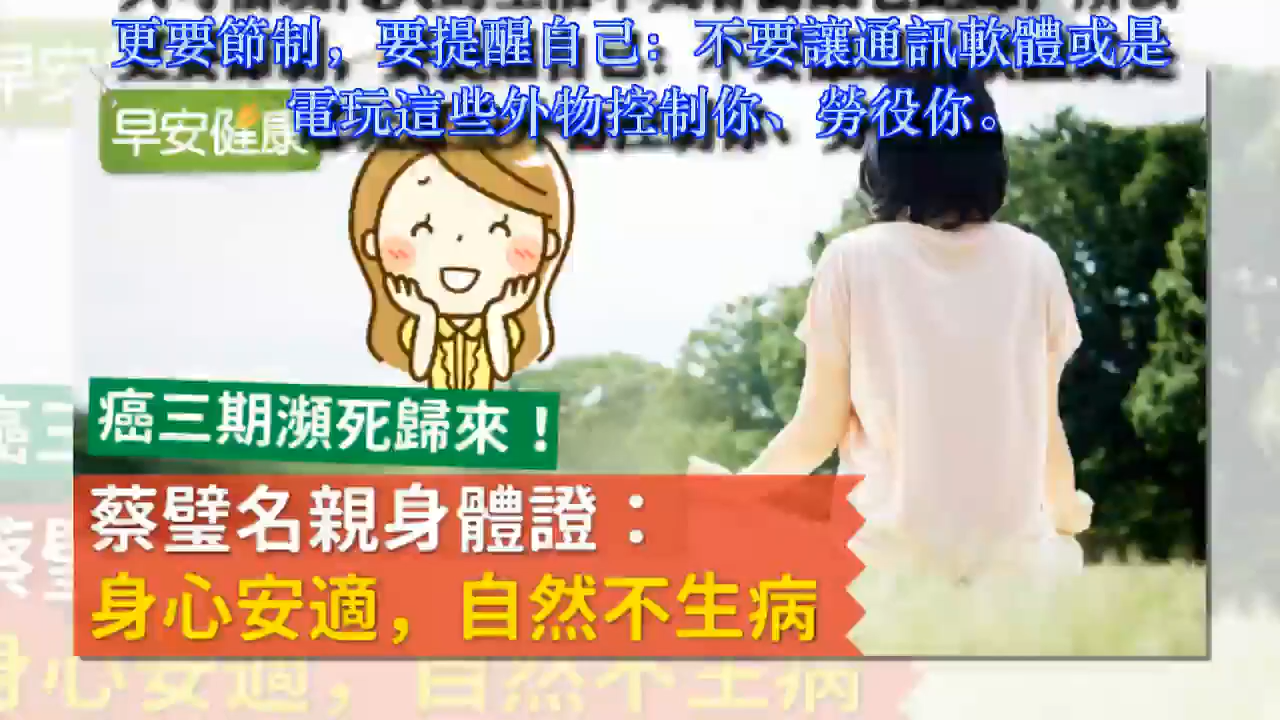 更要節制，要提醒自己：不要讓通訊軟體或是
電玩這些外物控制你、勞役你。
早安健康
癌三期瀕死歸來！
蔡璧名親身體證：
身心安適，自然不生病